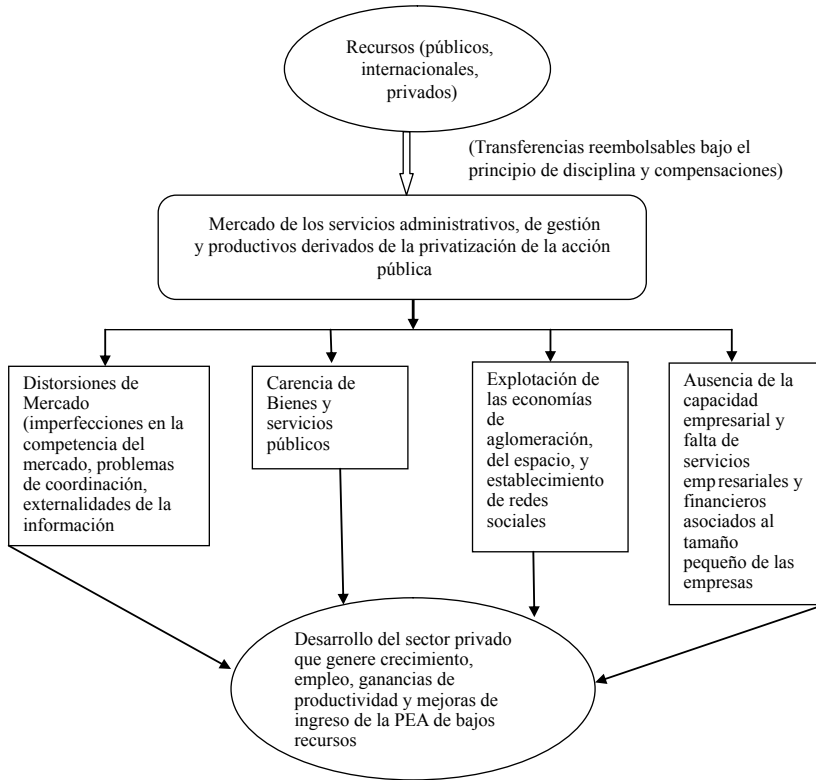 Recursos (públicos,
internacionales,
privados)
(Transferencias reembolsables bajo el
principio de disciplina y compensaciones)
Mercado de los servicios administrativos, de gestión
y productivos derivados de la privatización de la acción
pública
Distorsiones de
Mercado
(imperfecciones en la
competencia del
mercado, problemas
de coordinación,
externalidades de la
información
Carencia de
Bienes y
servicios
públicos
Explotación de
las economías
de
aglomeración,
del espacio, y
establecimiento
de redes
sociales
Ausencia de la
capacidad
empresarial y
falta de
servicios
empresariales y
financieros
asociados al
tamaño
pequeño de las
empresas
Desarrollo del sector privado
que genere crecimiento,
empleo, ganancias de
productividad y mejoras de
ingreso de la PEA de bajos
recursos